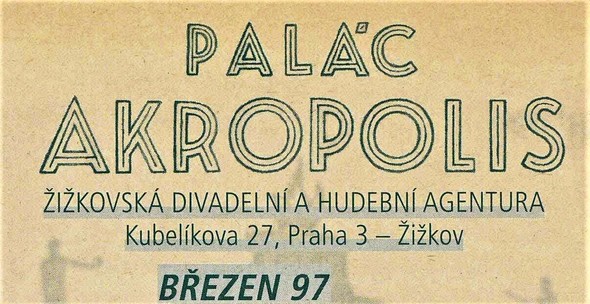 PALÁC
AKROPOLIS
ŽIŽKOVSKÁ DIVADELNÍ A HUDEBNÍ AGENTURA
Kubelíkova 27, Praha 3 – Žižkov
BŘEZEN 97